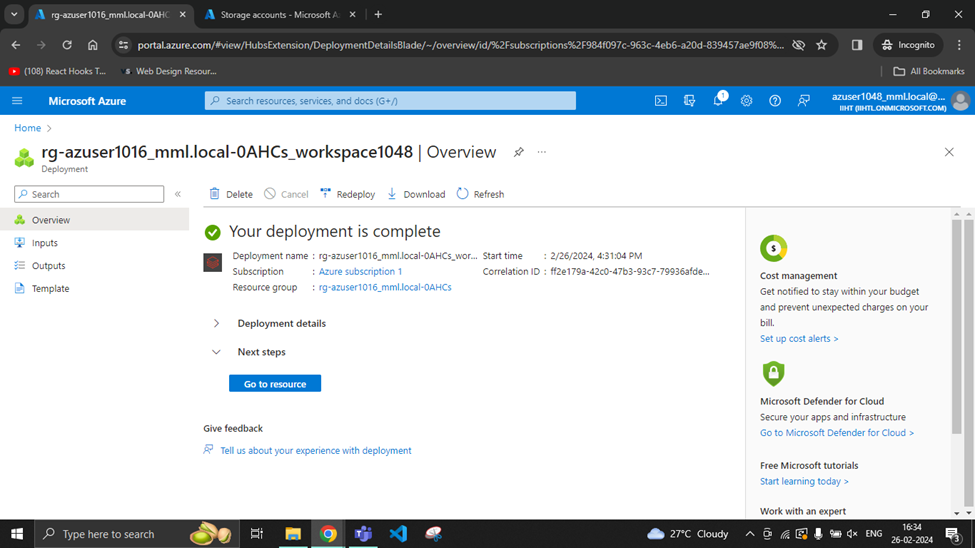 rg-azuser1016_mml.local-0AHC
Storage accounts - Microsoft A
portal.azure.com/#view/HubsExtension/DeploymentDetailsBlade/~/overview/id/%2Fsubscriptions%2F984f097c-963c-4eb6-a20d-839457ae9f08%...
Incognito
(108) React Hooks T...
Web Design Resour...
All Bookmarks
Microsoft Azure
Search resources, services, and docs (G+/)
1
azuser1048_mml.local@...
IIHT (IIHTLONMICROSOFT.COM)
Home
rg-azuser1016_mml.local-0AHCs_workspace1048 | Overview
Deployment
Search
Delete
Cancel
Redeploy
Download
Refresh
Overview
Inputs
Outputs
Template
Your deployment is complete
Deployment name : rg-azuser1016_mml.local-0AHCs_wo...
Start time : 2/26/2024, 4:31:04 PM
Subscription : Azure subscription 1
Correlation ID : ff2e179a-42c0-47b3-93c7-79936afde...
Resource group : rg-azuser1016_mml.local-0AHCs
Deployment details
Next steps
Go to resource
Give feedback
Tell us about your experience with deployment
$
Cost management
Get notified to stay within your budget
and prevent unexpected charges on your
bill.
Set up cost alerts >
Microsoft Defender for Cloud
Secure your apps and infrastructure
Go to Microsoft Defender for Cloud >
Free Microsoft tutorials
Start learning today >
Work with an expert
Type here to search
27°C Cloudy
ENG
16:34
26-02-2024
3